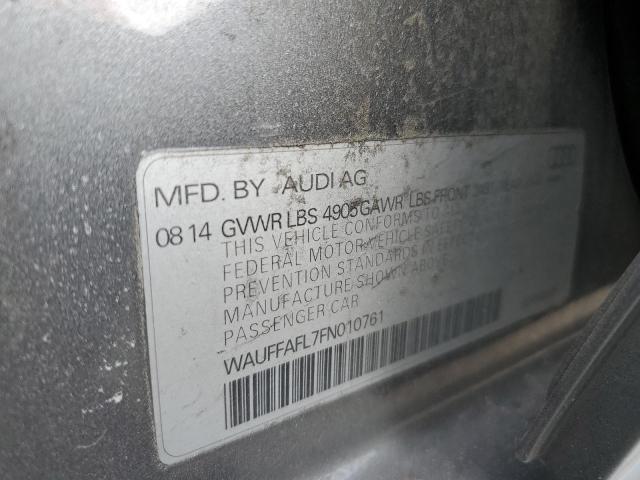 MFD. BY AUDI AG
08 14 GVWR LBS 4905 GAWR LBS FRONT
THIS VEHICLE CONFORMS TO
FEDERAL MOTOR VEHICLE
PREVENTION STANDARDS IN
MANUFACTURE SHOWN ABOVE
PASSENGER CAR
WAUFFAFL7FN010761